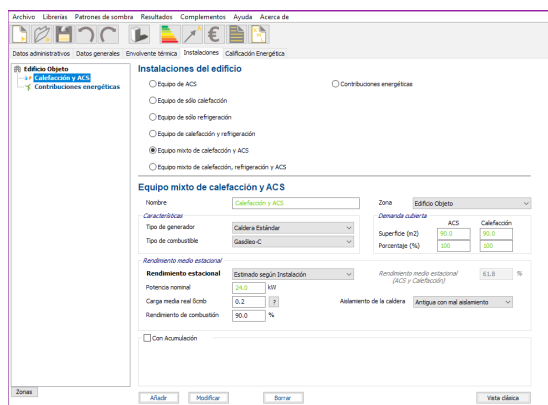 Archivo Librerías Patrones de sombra Resultados Complementos Ayuda Acerca de
Datos administrativos Datos generales Envolvente térmica Instalaciones Calificación Energética
Edificio Objeto
Calefacción y ACS
Contribuciones energéticas
Instalaciones del edificio
Equipo de ACS
Contribuciones energéticas
Equipo de sólo calefacción
Equipo de sólo refrigeración
Equipo de calefacción y refrigeración
Equipo mixto de calefacción y ACS
Equipo mixto de calefacción, refrigeración y ACS
Equipo mixto de calefacción y ACS
Nombre Calefacción y ACS Zona Edificio Objeto
Características
Tipo de generador Caldera Estándar
Tipo de combustible Gasóleo-C
Demanda cubierta
ACS Calefacción
Superficie (m2) 90.0 90.0
Porcentaje (%) 100 100
Rendimiento medio estacional
Rendimiento estacional Estimado según Instalación
Rendimiento medio estacional 61.8 %
(ACS y Calefacción)
Potencia nominal 24.0 kW
Carga media real ßcmb 0.2 ?
Aislamiento de la caldera Antigua con mal aislamiento
Rendimiento de combustión 90.0 %
Con Acumulación
Zonas
Añadir Modificar Borrar Vista clásica